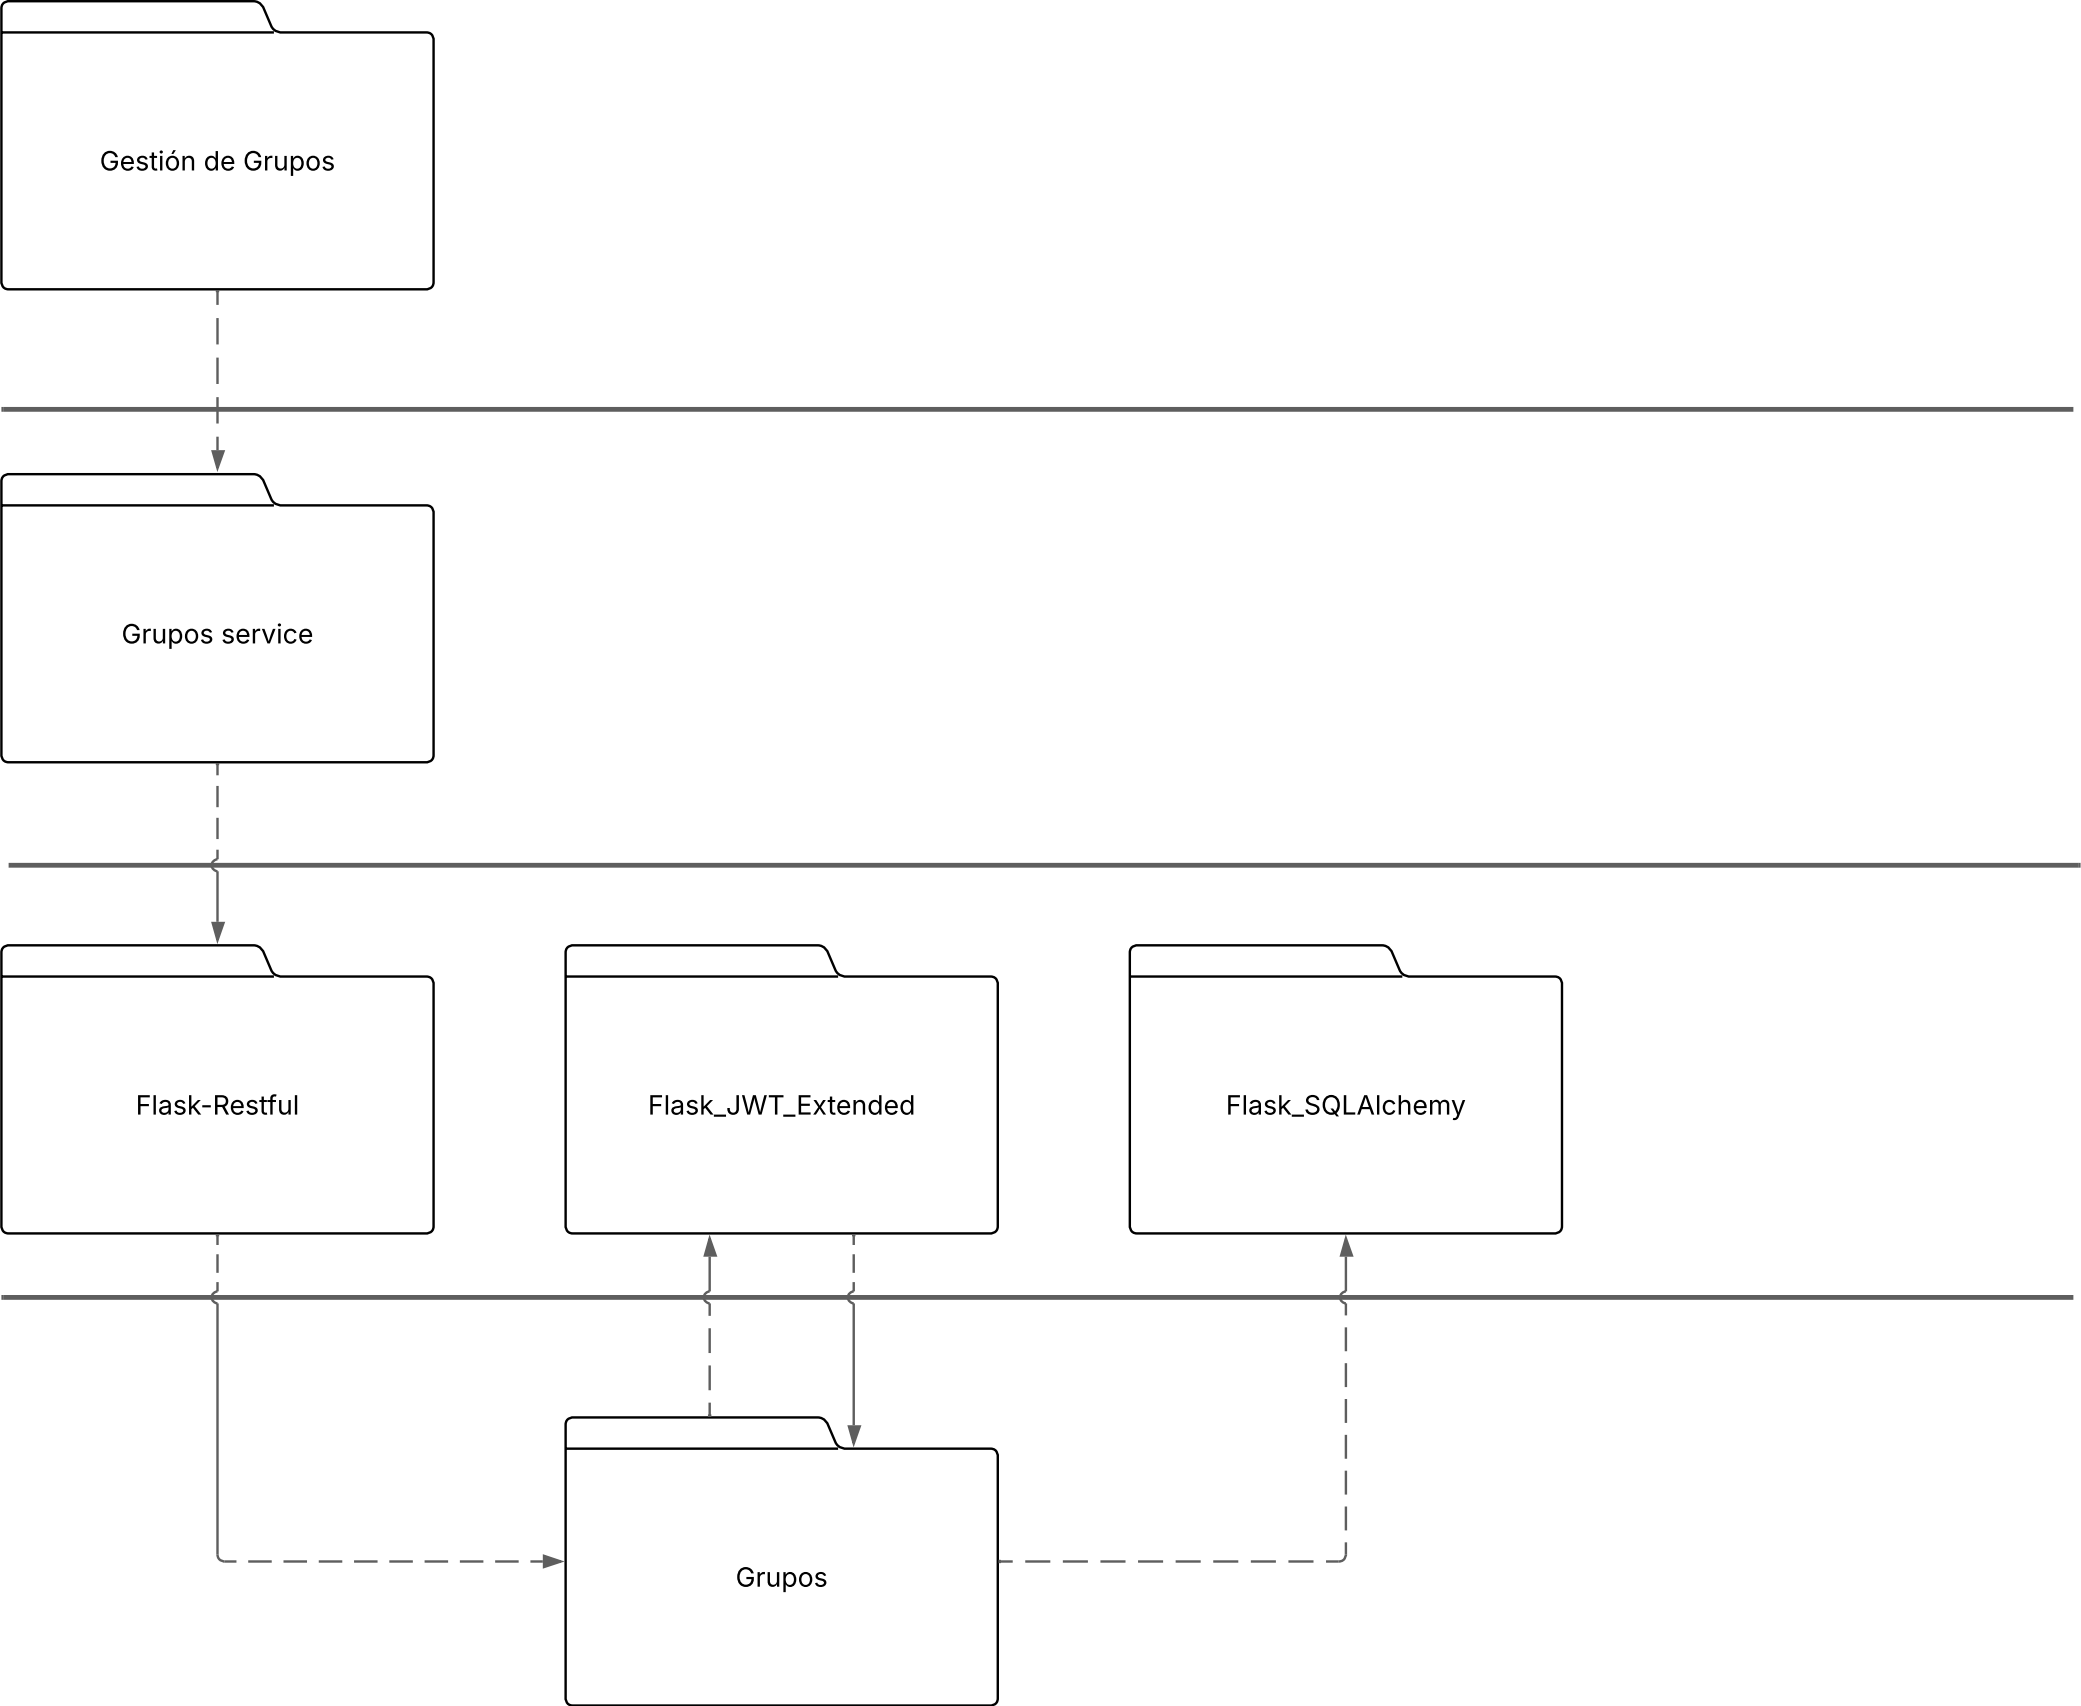 Gestión de Grupos
Grupos service
Flask-Restful
Flask_JWT_Extended
Flask_SQLAlchemy
Grupos